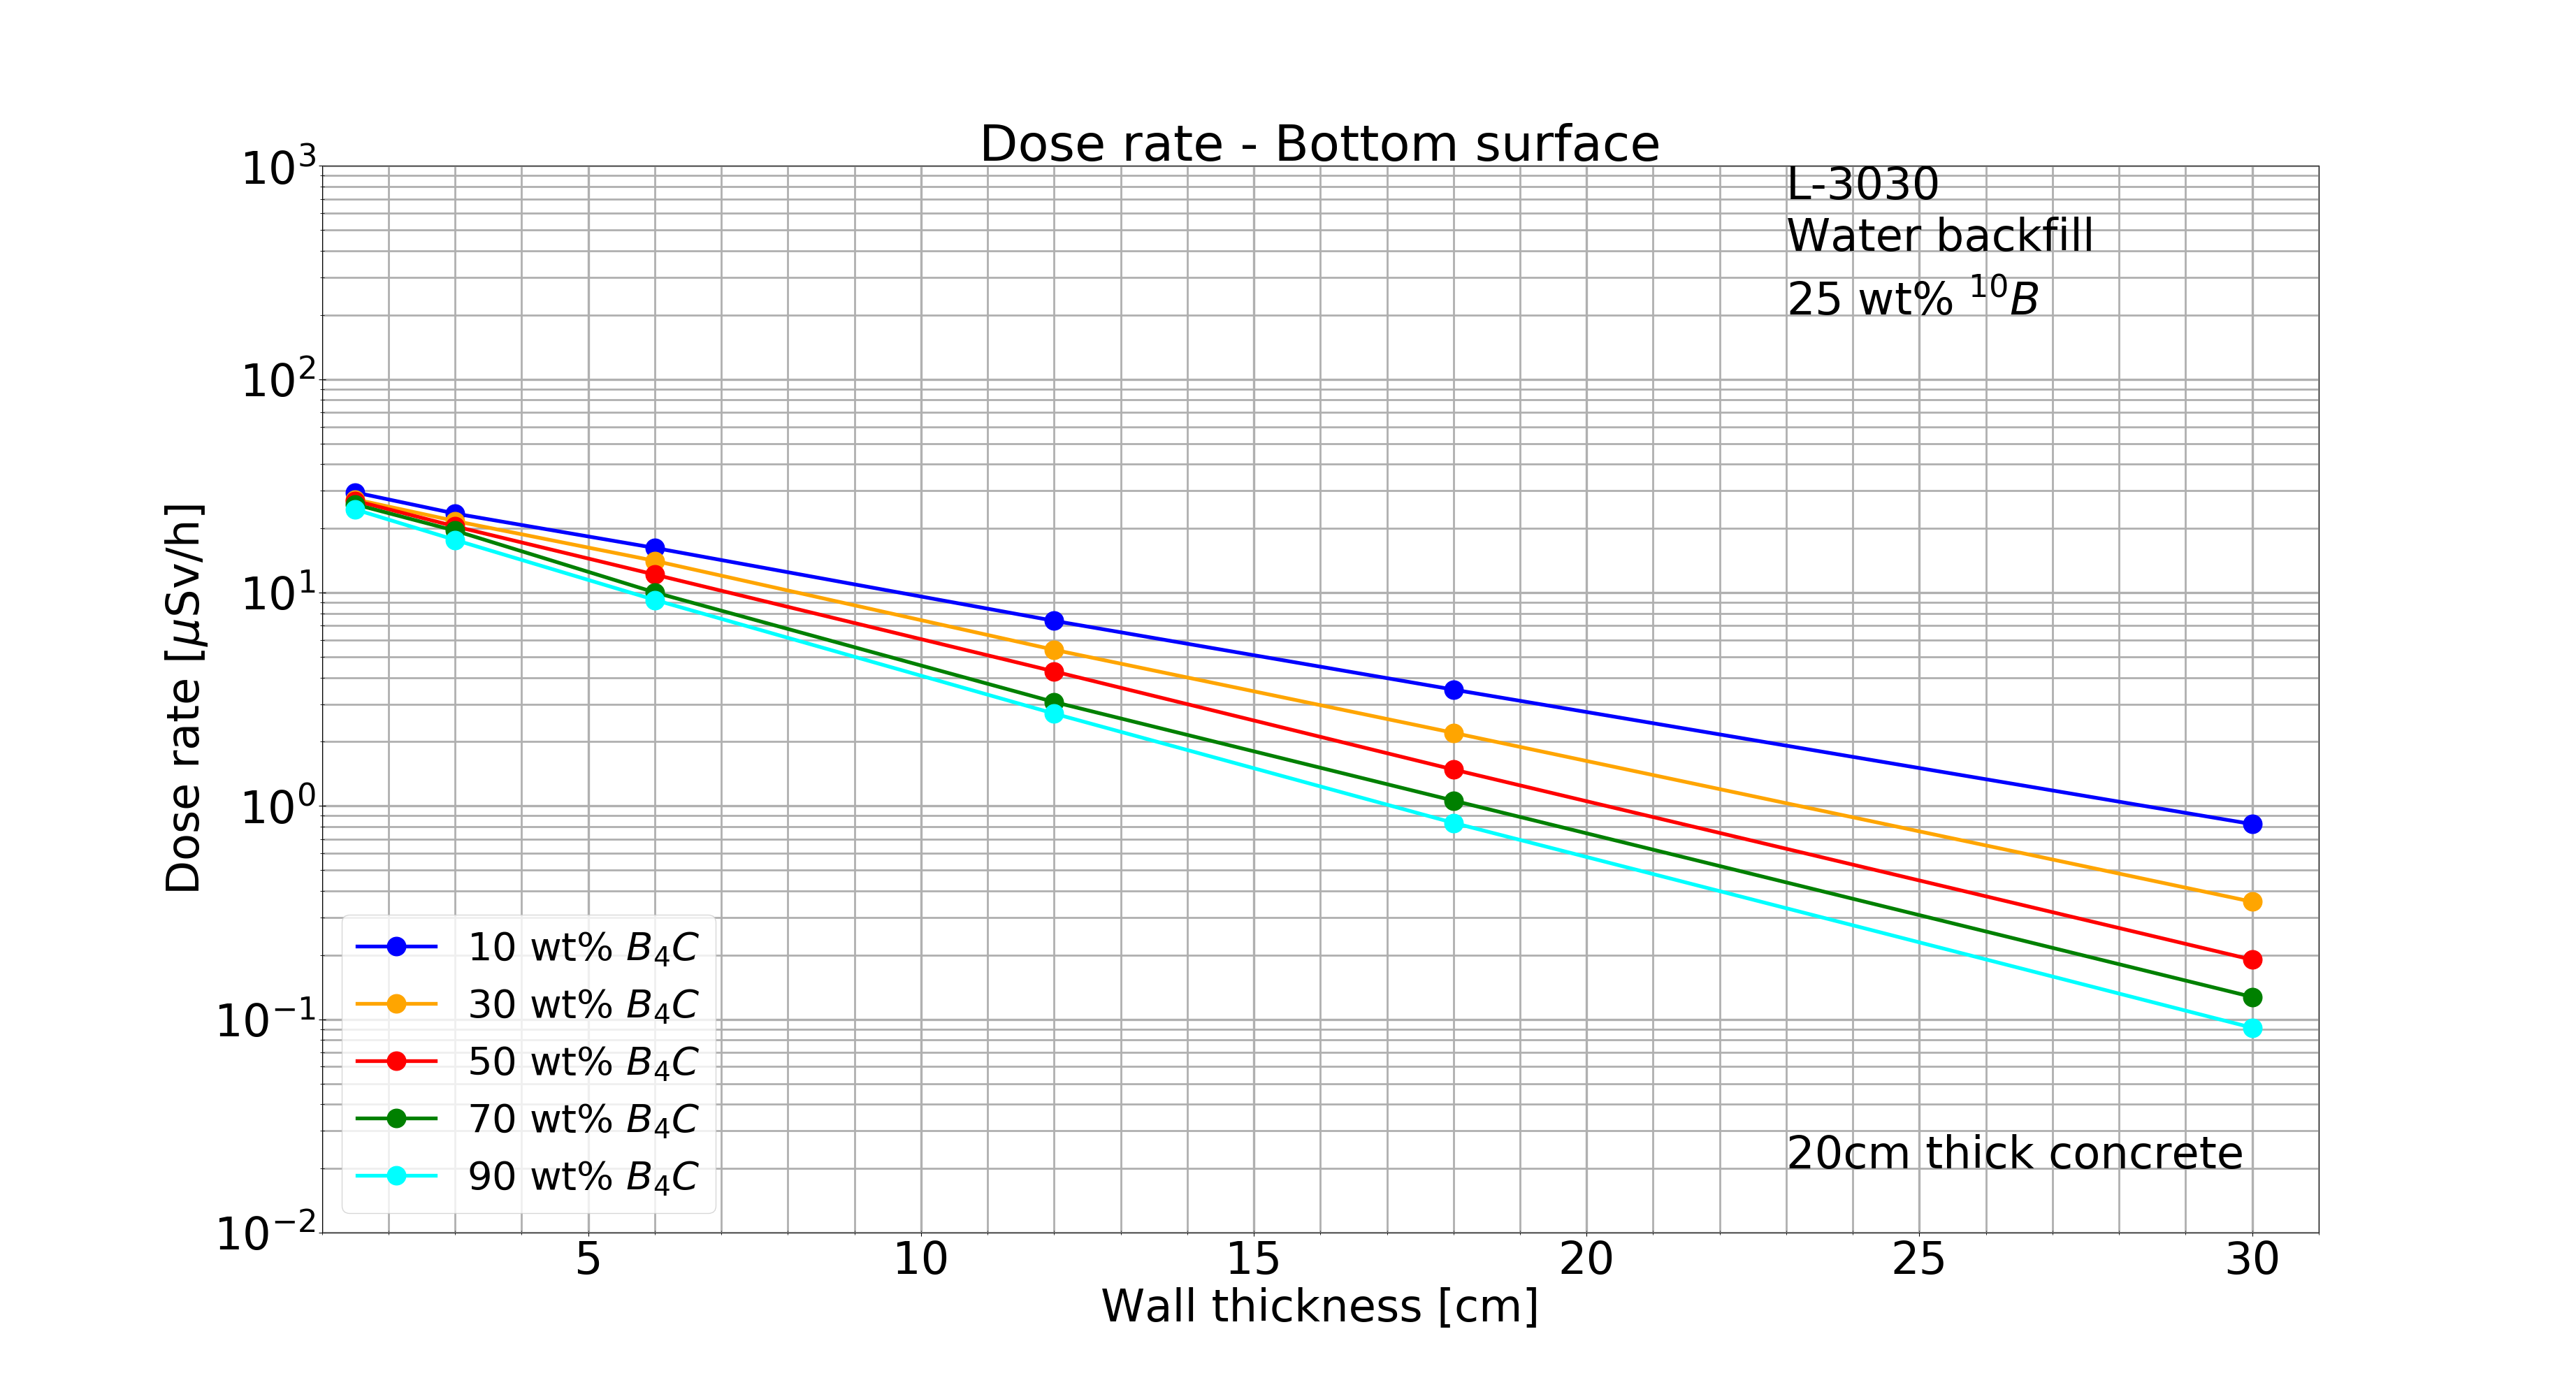 Dose rate - Bottom surface
L-3030
Water backfill
25 wt% ¹⁰B
10³
10²
10¹
10⁰
10⁻¹
10⁻²
Dose rate [μSv/h]
10 wt% B₄C
30 wt% B₄C
50 wt% B₄C
70 wt% B₄C
90 wt% B₄C
20cm thick concrete
5 10 15 20 25 30
Wall thickness [cm]